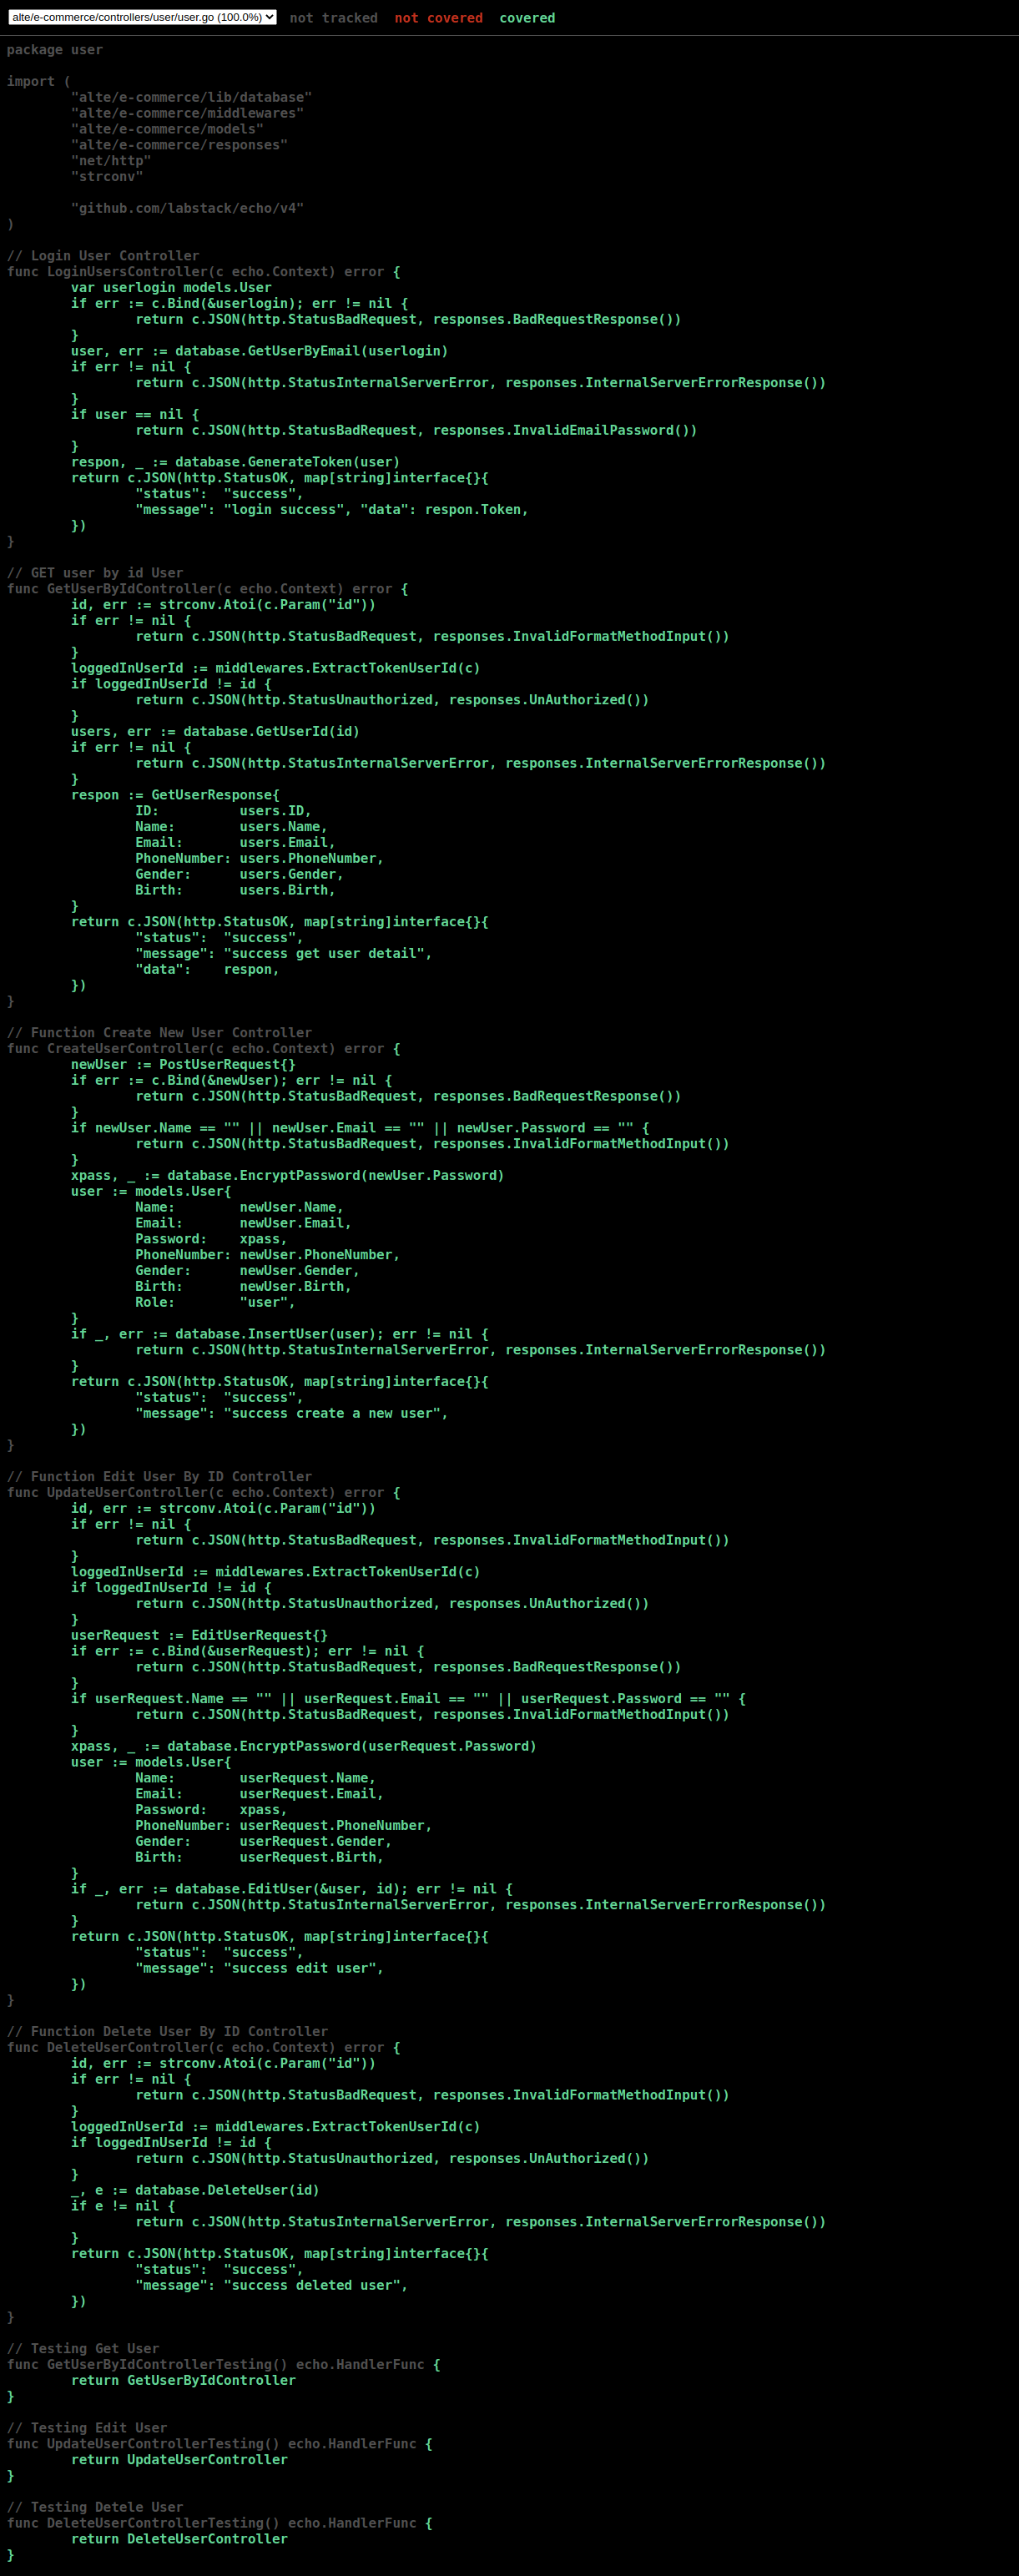 alte/e-commerce/controllers/user/user.go (100.0%) not tracked not covered covered
package user

import (
        "alte/e-commerce/lib/database"
        "alte/e-commerce/middlewares"
        "alte/e-commerce/models"
        "alte/e-commerce/responses"
        "net/http"
        "strconv"

        "github.com/labstack/echo/v4"
)

// Login User Controller
func LoginUsersController(c echo.Context) error {
        var userlogin models.User
        if err := c.Bind(&userlogin); err != nil {
                return c.JSON(http.StatusBadRequest, responses.BadRequestResponse())
        }
        user, err := database.GetUserByEmail(userlogin)
        if err != nil {
                return c.JSON(http.StatusInternalServerError, responses.InternalServerErrorResponse())
        }
        if user == nil {
                return c.JSON(http.StatusBadRequest, responses.InvalidEmailPassword())
        }
        respon, _ := database.GenerateToken(user)
        return c.JSON(http.StatusOK, map[string]interface{}{
                "status":  "success",
                "message": "login success", "data": respon.Token,
        })
}

// GET user by id User
func GetUserByIdController(c echo.Context) error {
        id, err := strconv.Atoi(c.Param("id"))
        if err != nil {
                return c.JSON(http.StatusBadRequest, responses.InvalidFormatMethodInput())
        }
        loggedInUserId := middlewares.ExtractTokenUserId(c)
        if loggedInUserId != id {
                return c.JSON(http.StatusUnauthorized, responses.UnAuthorized())
        }
        users, err := database.GetUserId(id)
        if err != nil {
                return c.JSON(http.StatusInternalServerError, responses.InternalServerErrorResponse())
        }
        respon := GetUserResponse{
                ID:          users.ID,
                Name:        users.Name,
                Email:       users.Email,
                PhoneNumber: users.PhoneNumber,
                Gender:      users.Gender,
                Birth:       users.Birth,
        }
        return c.JSON(http.StatusOK, map[string]interface{}{
                "status":  "success",
                "message": "success get user detail",
                "data":    respon,
        })
}

// Function Create New User Controller
func CreateUserController(c echo.Context) error {
        newUser := PostUserRequest{}
        if err := c.Bind(&newUser); err != nil {
                return c.JSON(http.StatusBadRequest, responses.BadRequestResponse())
        }
        if newUser.Name == "" || newUser.Email == "" || newUser.Password == "" {
                return c.JSON(http.StatusBadRequest, responses.InvalidFormatMethodInput())
        }
        xpass, _ := database.EncryptPassword(newUser.Password)
        user := models.User{
                Name:        newUser.Name,
                Email:       newUser.Email,
                Password:    xpass,
                PhoneNumber: newUser.PhoneNumber,
                Gender:      newUser.Gender,
                Birth:       newUser.Birth,
                Role:        "user",
        }
        if _, err := database.InsertUser(user); err != nil {
                return c.JSON(http.StatusInternalServerError, responses.InternalServerErrorResponse())
        }
        return c.JSON(http.StatusOK, map[string]interface{}{
                "status":  "success",
                "message": "success create a new user",
        })
}

// Function Edit User By ID Controller
func UpdateUserController(c echo.Context) error {
        id, err := strconv.Atoi(c.Param("id"))
        if err != nil {
                return c.JSON(http.StatusBadRequest, responses.InvalidFormatMethodInput())
        }
        loggedInUserId := middlewares.ExtractTokenUserId(c)
        if loggedInUserId != id {
                return c.JSON(http.StatusUnauthorized, responses.UnAuthorized())
        }
        userRequest := EditUserRequest{}
        if err := c.Bind(&userRequest); err != nil {
                return c.JSON(http.StatusBadRequest, responses.BadRequestResponse())
        }
        if userRequest.Name == "" || userRequest.Email == "" || userRequest.Password == "" {
                return c.JSON(http.StatusBadRequest, responses.InvalidFormatMethodInput())
        }
        xpass, _ := database.EncryptPassword(userRequest.Password)
        user := models.User{
                Name:        userRequest.Name,
                Email:       userRequest.Email,
                Password:    xpass,
                PhoneNumber: userRequest.PhoneNumber,
                Gender:      userRequest.Gender,
                Birth:       userRequest.Birth,
        }
        if _, err := database.EditUser(&user, id); err != nil {
                return c.JSON(http.StatusInternalServerError, responses.InternalServerErrorResponse())
        }
        return c.JSON(http.StatusOK, map[string]interface{}{
                "status":  "success",
                "message": "success edit user",
        })
}

// Function Delete User By ID Controller
func DeleteUserController(c echo.Context) error {
        id, err := strconv.Atoi(c.Param("id"))
        if err != nil {
                return c.JSON(http.StatusBadRequest, responses.InvalidFormatMethodInput())
        }
        loggedInUserId := middlewares.ExtractTokenUserId(c)
        if loggedInUserId != id {
                return c.JSON(http.StatusUnauthorized, responses.UnAuthorized())
        }
        _, e := database.DeleteUser(id)
        if e != nil {
                return c.JSON(http.StatusInternalServerError, responses.InternalServerErrorResponse())
        }
        return c.JSON(http.StatusOK, map[string]interface{}{
                "status":  "success",
                "message": "success deleted user",
        })
}

// Testing Get User
func GetUserByIdControllerTesting() echo.HandlerFunc {
        return GetUserByIdController
}

// Testing Edit User
func UpdateUserControllerTesting() echo.HandlerFunc {
        return UpdateUserController
}

// Testing Detele User
func DeleteUserControllerTesting() echo.HandlerFunc {
        return DeleteUserController
}